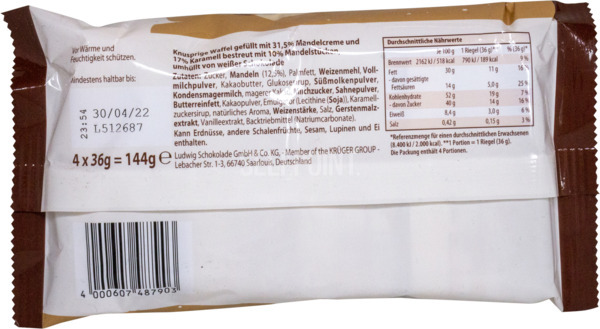 Vor Wärme und
Feuchtigkeit schützen.
Mindestens haltbar bis:
23:54
30/04/22
L512687
4 x 36g = 144g ℮
Knusprige Waffel gefüllt mit 31,5% Mandelcreme und
17% Karamell bestreut mit 10% Mandelstücken,
umhüllt von weißer Schokolade
Zutaten: Zucker, Mandeln (12,5%), Palmfett, Weizenmehl, Voll-
milchpulver, Kakaobutter, Glukosesirup, Süßmolkenpulver,
Kondensmagermilch, magerer Kakao, Kochzucker, Sahnepulver,
Butterreinfett, Kakaopulver, Emulgator (Lecithine (Soja)), Karamell-
zuckersirup, natürliches Aroma, Weizenstärke, Salz, Gerstenmalz-
extrakt, Vanilleextrakt, Backtriebmittel (Natriumcarbonate).
Kann Erdnüsse, andere Schalenfrüchte, Sesam, Lupinen und Ei
enthalten.
Ludwig Schokolade GmbH & Co. KG, - Member of the KRÜGER GROUP -
Lebacher Str. 1-3, 66740 Saarlouis, Deutschland
Durchschnittliche Nährwerte
je 100 g 1 Riegel (36 g)** % (36 g)*
Brennwert 2162 kJ / 518 kcal 790 kJ / 189 kcal 9 %
Fett 30 g 11 g 16 %
- davon gesättigte
Fettsäuren 14 g 5,0 g 25 %
Kohlenhydrate 52 g 19 g 7 %
- davon Zucker 40 g 14 g 16 %
Eiweiß 8,4 g 3,0 g 6 %
Salz 0,42 g 0,15 g 3 %
*Referenzmenge für einen durchschnittlichen Erwachsenen
(8.400 kJ / 2.000 kcal), **1 Portion = 1 Riegel (36 g).
Die Packung enthält 4 Portionen.
4 000607 487903